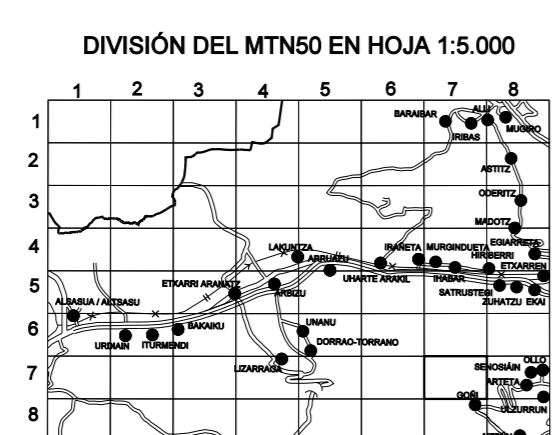 DIVISIÓN DEL MTN50 EN HOJA 1:5.000
1 2 3 4 5 6 7 8
1
BARAIBAR
ALLI
IRIBAS
MUGIRO
2
ASTITZ
3
ODERITZ
MADOTZ
4
LAKUNTZA
ARRUAZU
IRAÑETA
MURGINDUETA
HIRIBERRI
EGIARRETA
ETXARREN
5
ETXARRI ARANATZ
ARBIZU
UHARTE ARAKIL
IHABAR
SATRUSTEGI
ZUHATZU
EKAI
ALSASUA / ALTSASU
6
URDIAIN
ITURMENDI
BAKAIKU
UNANU
DORRAO-TORRANO
7
LIZARRAGA
SENOSIÁIN
OLLO
ARTETA
GOÑI
ULZURRUN
8